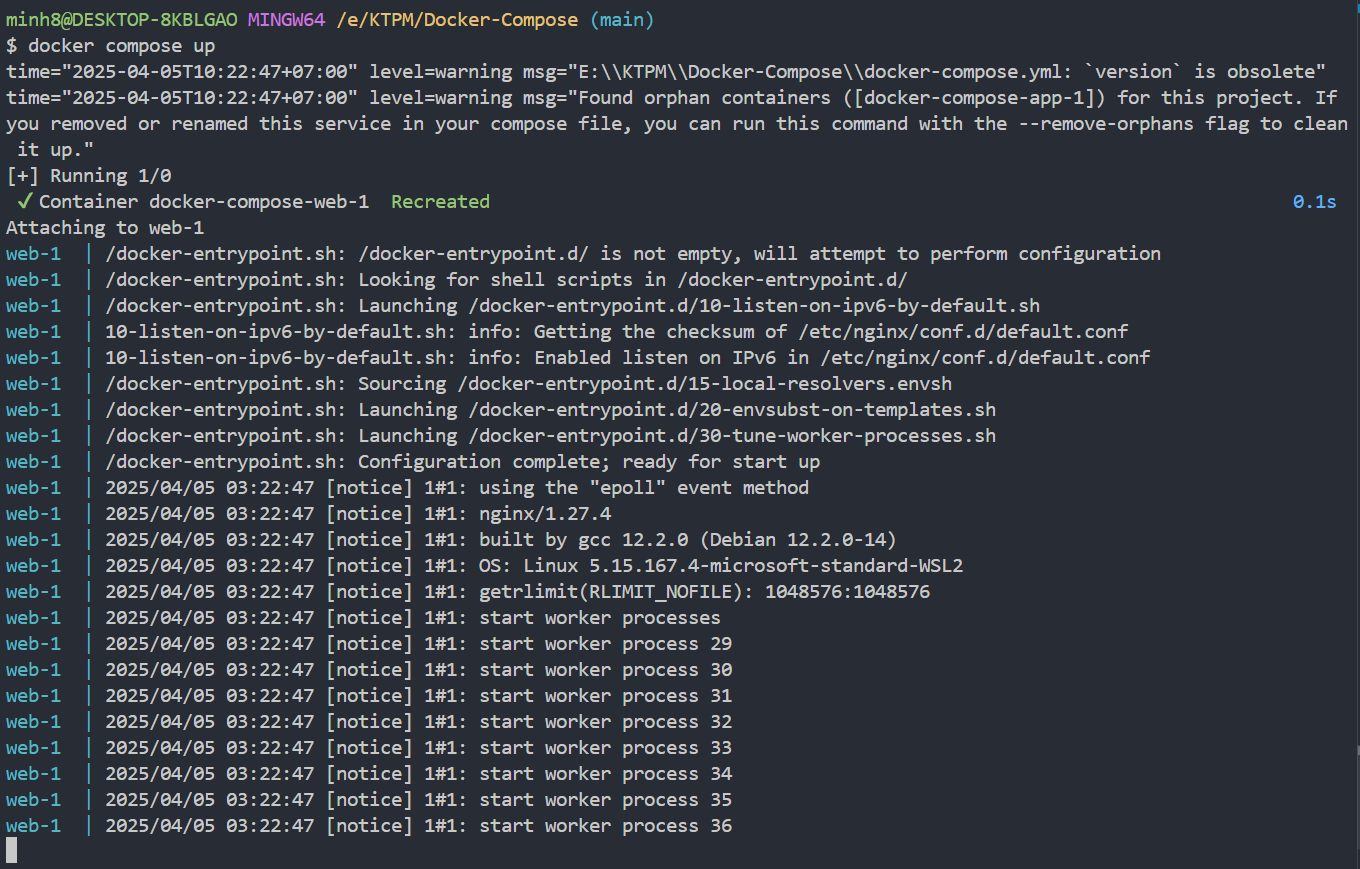 minh8@DESKTOP-8KBLGAO MINGW64 /e/KTPM/Docker-Compose (main)
$ docker compose up
time="2025-04-05T10:22:47+07:00" level=warning msg="E:\\KTPM\\Docker-Compose\\docker-compose.yml: `version` is obsolete"
time="2025-04-05T10:22:47+07:00" level=warning msg="Found orphan containers ([docker-compose-app-1]) for this project. If
you removed or renamed this service in your compose file, you can run this command with the --remove-orphans flag to clean
 it up."
[+] Running 1/0
 ✓ Container docker-compose-web-1  Recreated 0.1s
Attaching to web-1
web-1  | /docker-entrypoint.sh: /docker-entrypoint.d/ is not empty, will attempt to perform configuration
web-1  | /docker-entrypoint.sh: Looking for shell scripts in /docker-entrypoint.d/
web-1  | /docker-entrypoint.sh: Launching /docker-entrypoint.d/10-listen-on-ipv6-by-default.sh
web-1  | 10-listen-on-ipv6-by-default.sh: info: Getting the checksum of /etc/nginx/conf.d/default.conf
web-1  | 10-listen-on-ipv6-by-default.sh: info: Enabled listen on IPv6 in /etc/nginx/conf.d/default.conf
web-1  | /docker-entrypoint.sh: Sourcing /docker-entrypoint.d/15-local-resolvers.envsh
web-1  | /docker-entrypoint.sh: Launching /docker-entrypoint.d/20-envsubst-on-templates.sh
web-1  | /docker-entrypoint.sh: Launching /docker-entrypoint.d/30-tune-worker-processes.sh
web-1  | /docker-entrypoint.sh: Configuration complete; ready for start up
web-1  | 2025/04/05 03:22:47 [notice] 1#1: using the "epoll" event method
web-1  | 2025/04/05 03:22:47 [notice] 1#1: nginx/1.27.4
web-1  | 2025/04/05 03:22:47 [notice] 1#1: built by gcc 12.2.0 (Debian 12.2.0-14)
web-1  | 2025/04/05 03:22:47 [notice] 1#1: OS: Linux 5.15.167.4-microsoft-standard-WSL2
web-1  | 2025/04/05 03:22:47 [notice] 1#1: getrlimit(RLIMIT_NOFILE): 1048576:1048576
web-1  | 2025/04/05 03:22:47 [notice] 1#1: start worker processes
web-1  | 2025/04/05 03:22:47 [notice] 1#1: start worker process 29
web-1  | 2025/04/05 03:22:47 [notice] 1#1: start worker process 30
web-1  | 2025/04/05 03:22:47 [notice] 1#1: start worker process 31
web-1  | 2025/04/05 03:22:47 [notice] 1#1: start worker process 32
web-1  | 2025/04/05 03:22:47 [notice] 1#1: start worker process 33
web-1  | 2025/04/05 03:22:47 [notice] 1#1: start worker process 34
web-1  | 2025/04/05 03:22:47 [notice] 1#1: start worker process 35
web-1  | 2025/04/05 03:22:47 [notice] 1#1: start worker process 36